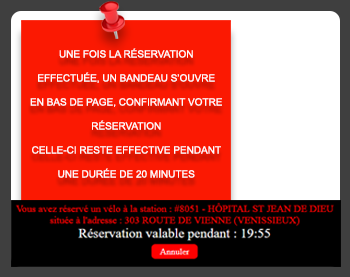 UNE FOIS LA RÉSERVATION
EFFECTUÉE, UN BANDEAU S'OUVRE
EN BAS DE PAGE, CONFIRMANT VOTRE
RÉSERVATION
CELLE-CI RESTE EFFECTIVE PENDANT
UNE DURÉE DE 20 MINUTES
Vous avez réservé un vélo à la station : #8051 - HÔPITAL ST JEAN DE DIEU
située à l'adresse : 303 ROUTE DE VIENNE (VENISSIEUX)
Réservation valable pendant : 19:55
Annuler